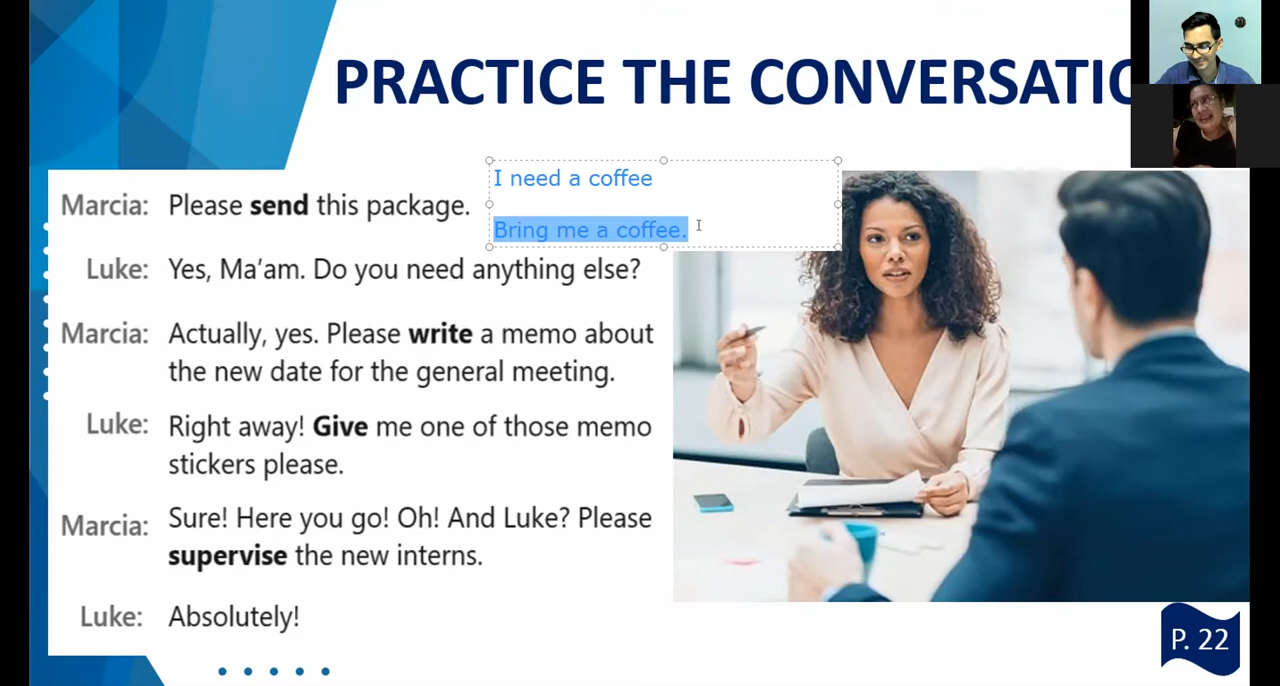 PRACTICE THE CONVERSATIO
I need a coffee
Bring me a coffee.
Marcia: Please send this package.
Luke: Yes, Ma’am. Do you need anything else?
Marcia: Actually, yes. Please write a memo about
the new date for the general meeting.
Luke: Right away! Give me one of those memo
stickers please.
Marcia: Sure! Here you go! Oh! And Luke? Please
supervise the new interns.
Luke: Absolutely!
P. 22